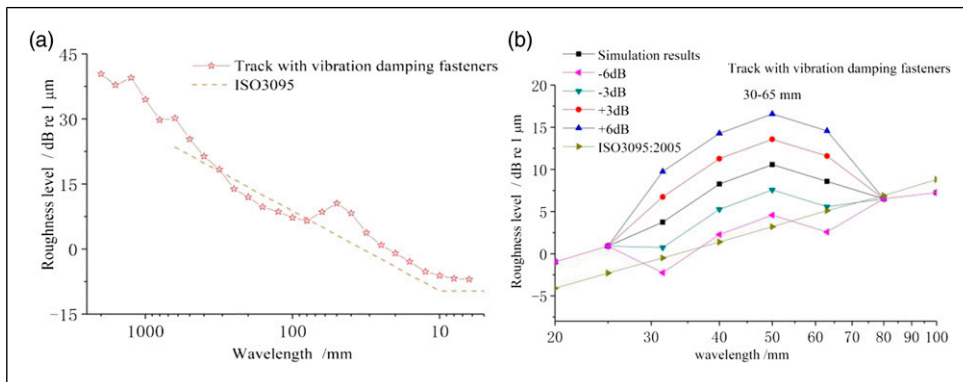 (a)
45
30
15
0
-15
Roughness level / dB re 1 μm
Track with vibration damping fasteners
ISO3095
1000
100
10
Wavelength /mm
(b)
Simulation results
-6dB
-3dB
+3dB
+6dB
ISO3095:2005
Track with vibration damping fasteners
30-65 mm
20
15
10
5
0
-5
Roughness level / dB re 1 μm
20
30
40
50
60
70
80
90
100
wavelength /mm